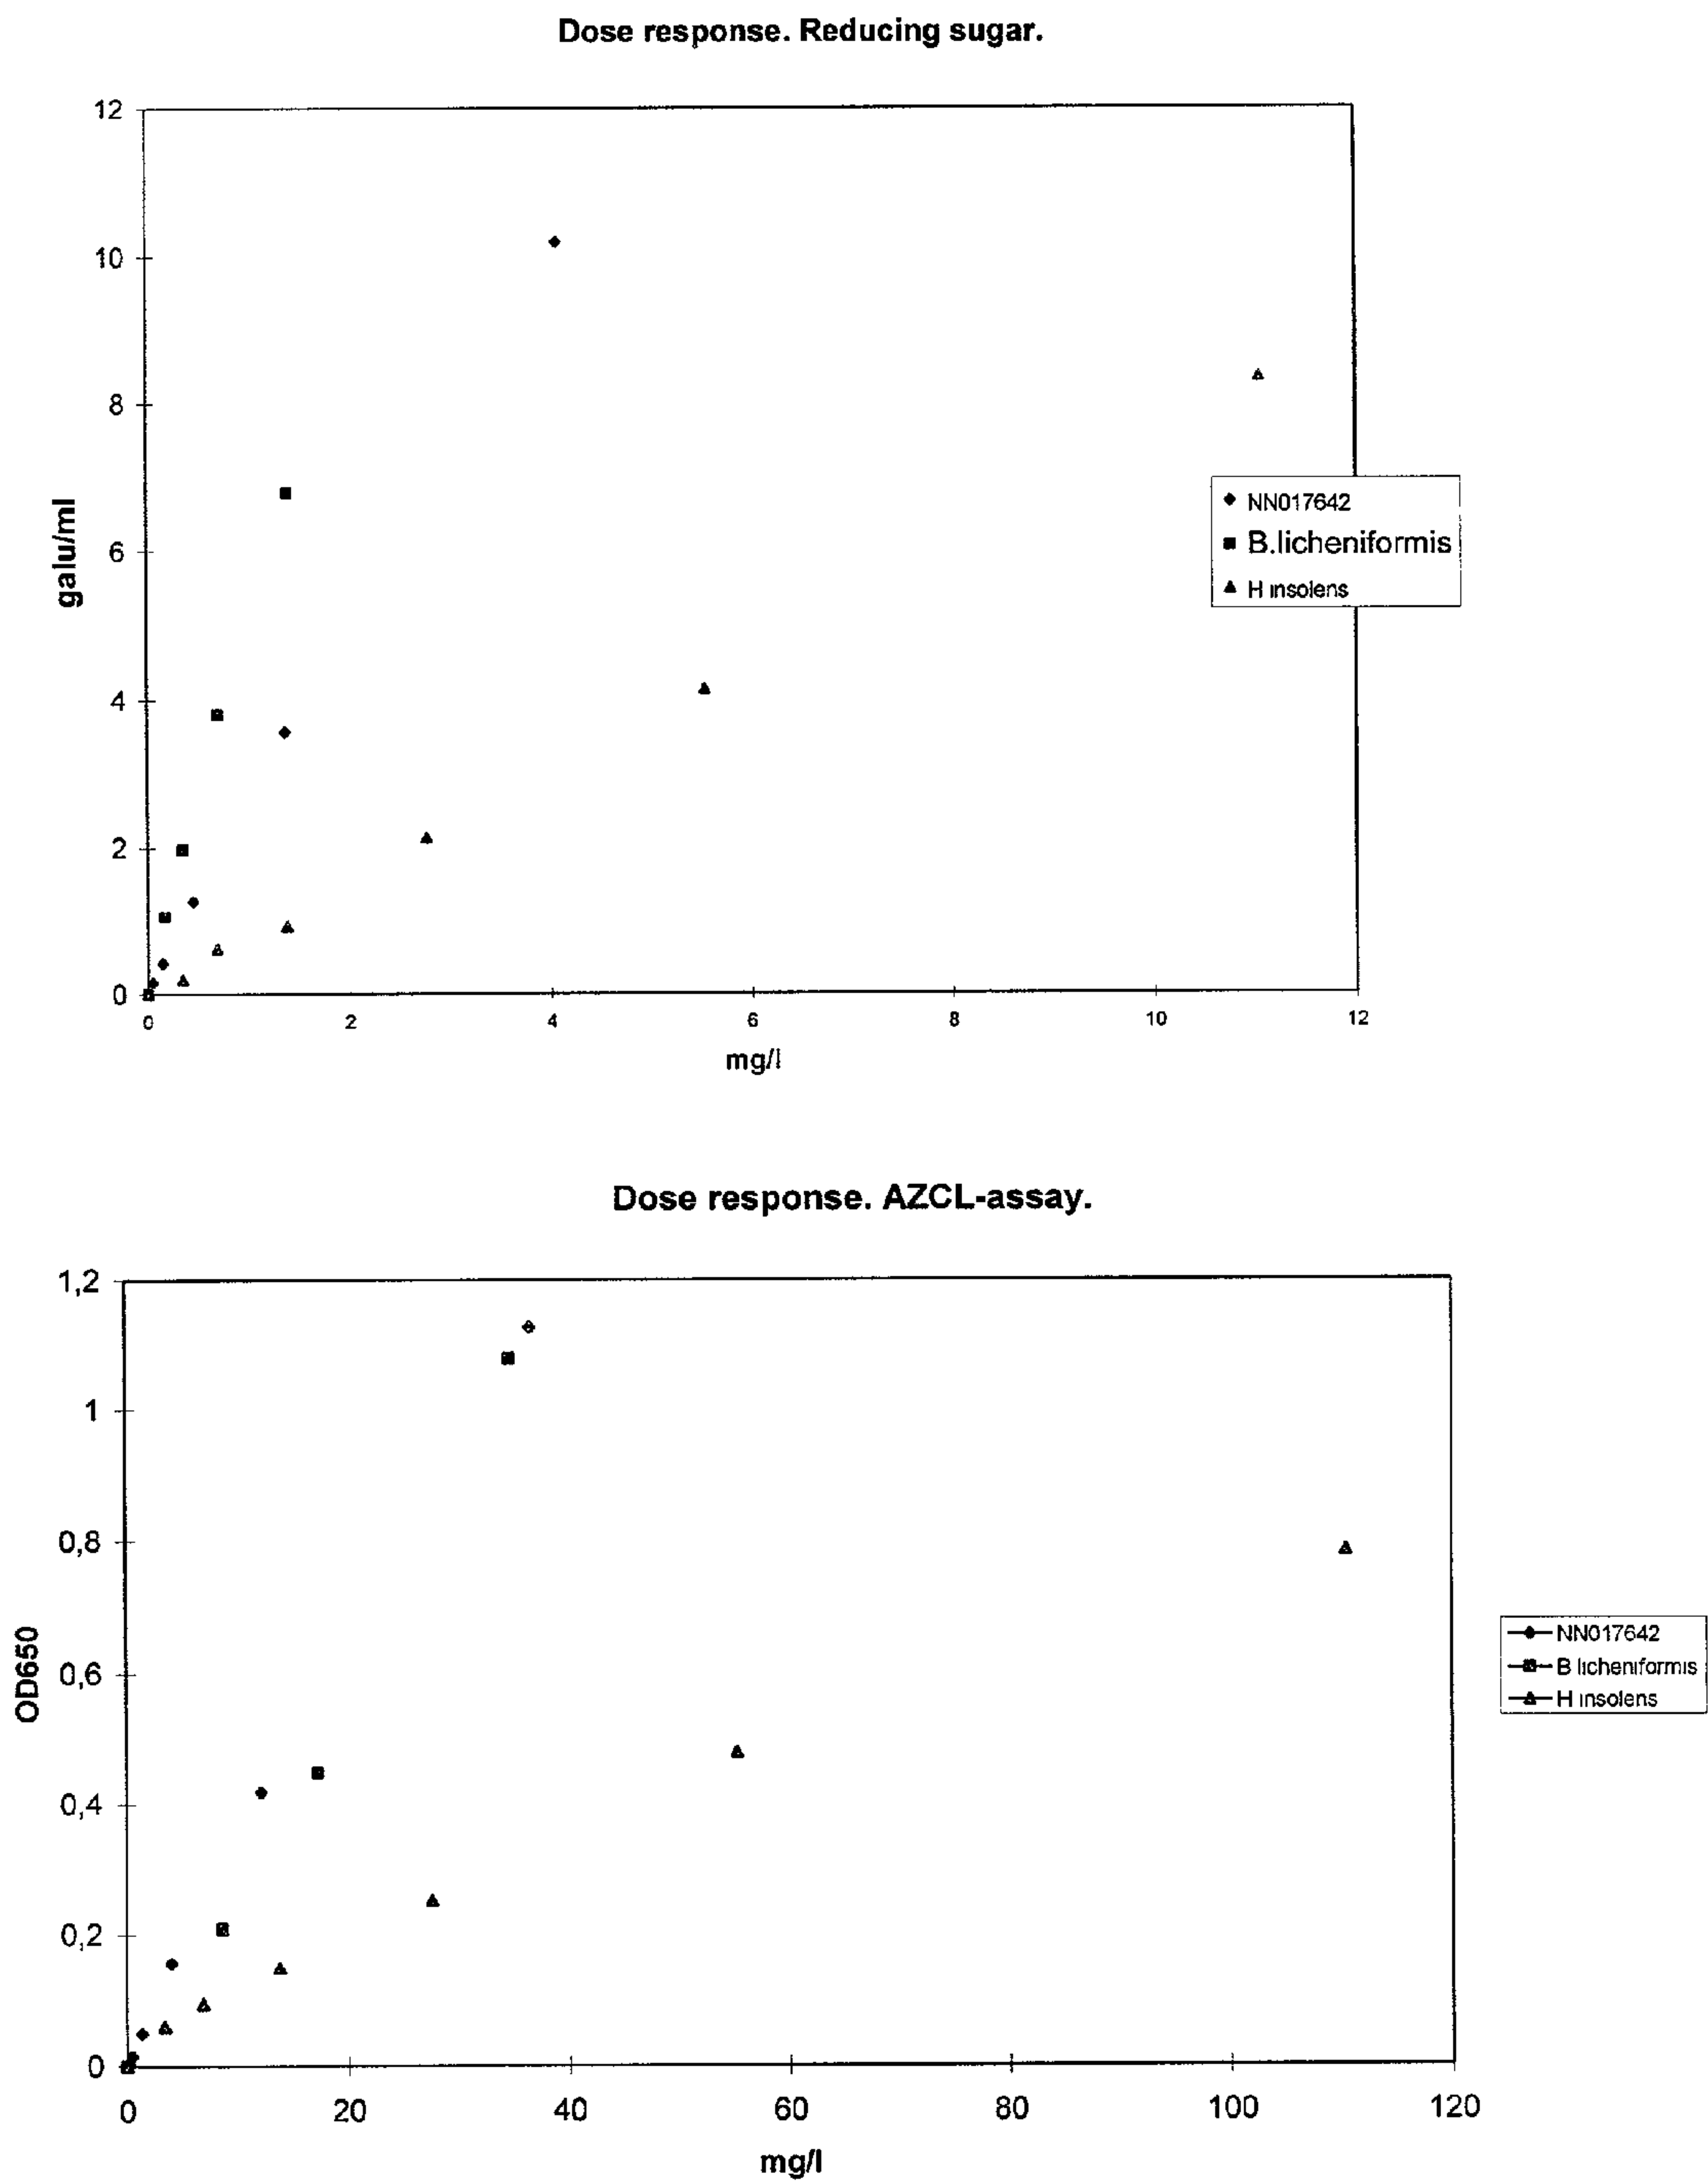 Dose response. Reducing sugar.
12
10
8
6
4
2
0
galu/ml
NN017642
B.licheniformis
H insolens
0 2 4 6 8 10 12
mg/l
Dose response. AZCL-assay.
1,2
1
0,8
0,6
0,4
0,2
0
OD650
NN017642
B licheniformis
H insolens
0 20 40 60 80 100 120
mg/l